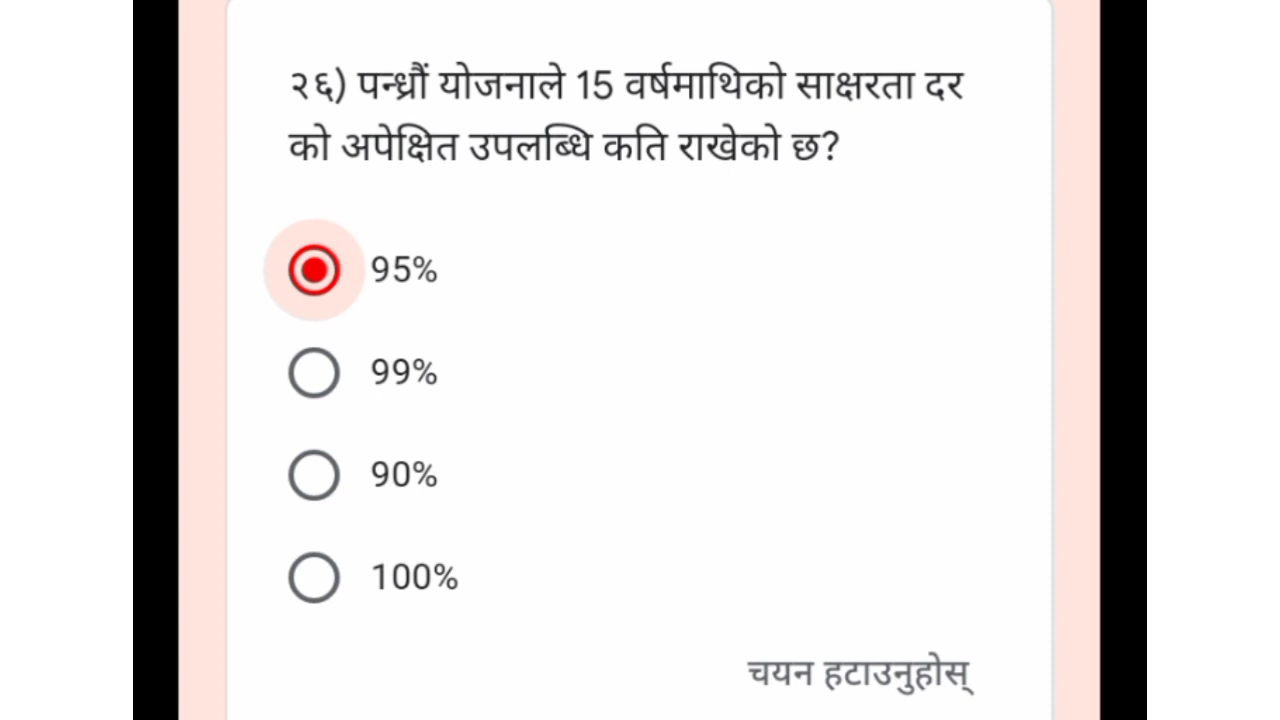 २६) पन्ध्रौं योजनाले 15 वर्षमाथिको साक्षरता दर
को अपेक्षित उपलब्धि कति राखेको छ?
95%
99%
90%
100%
चयन हटाउनुहोस्